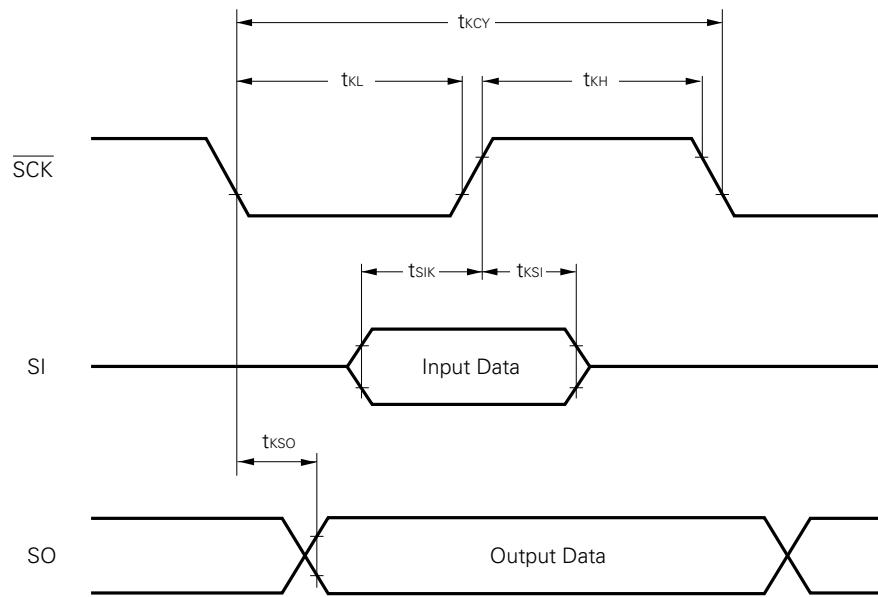 tKCY
tKL
tKH
SCK
tSIK
tKSI
SI
Input Data
tKSO
SO
Output Data